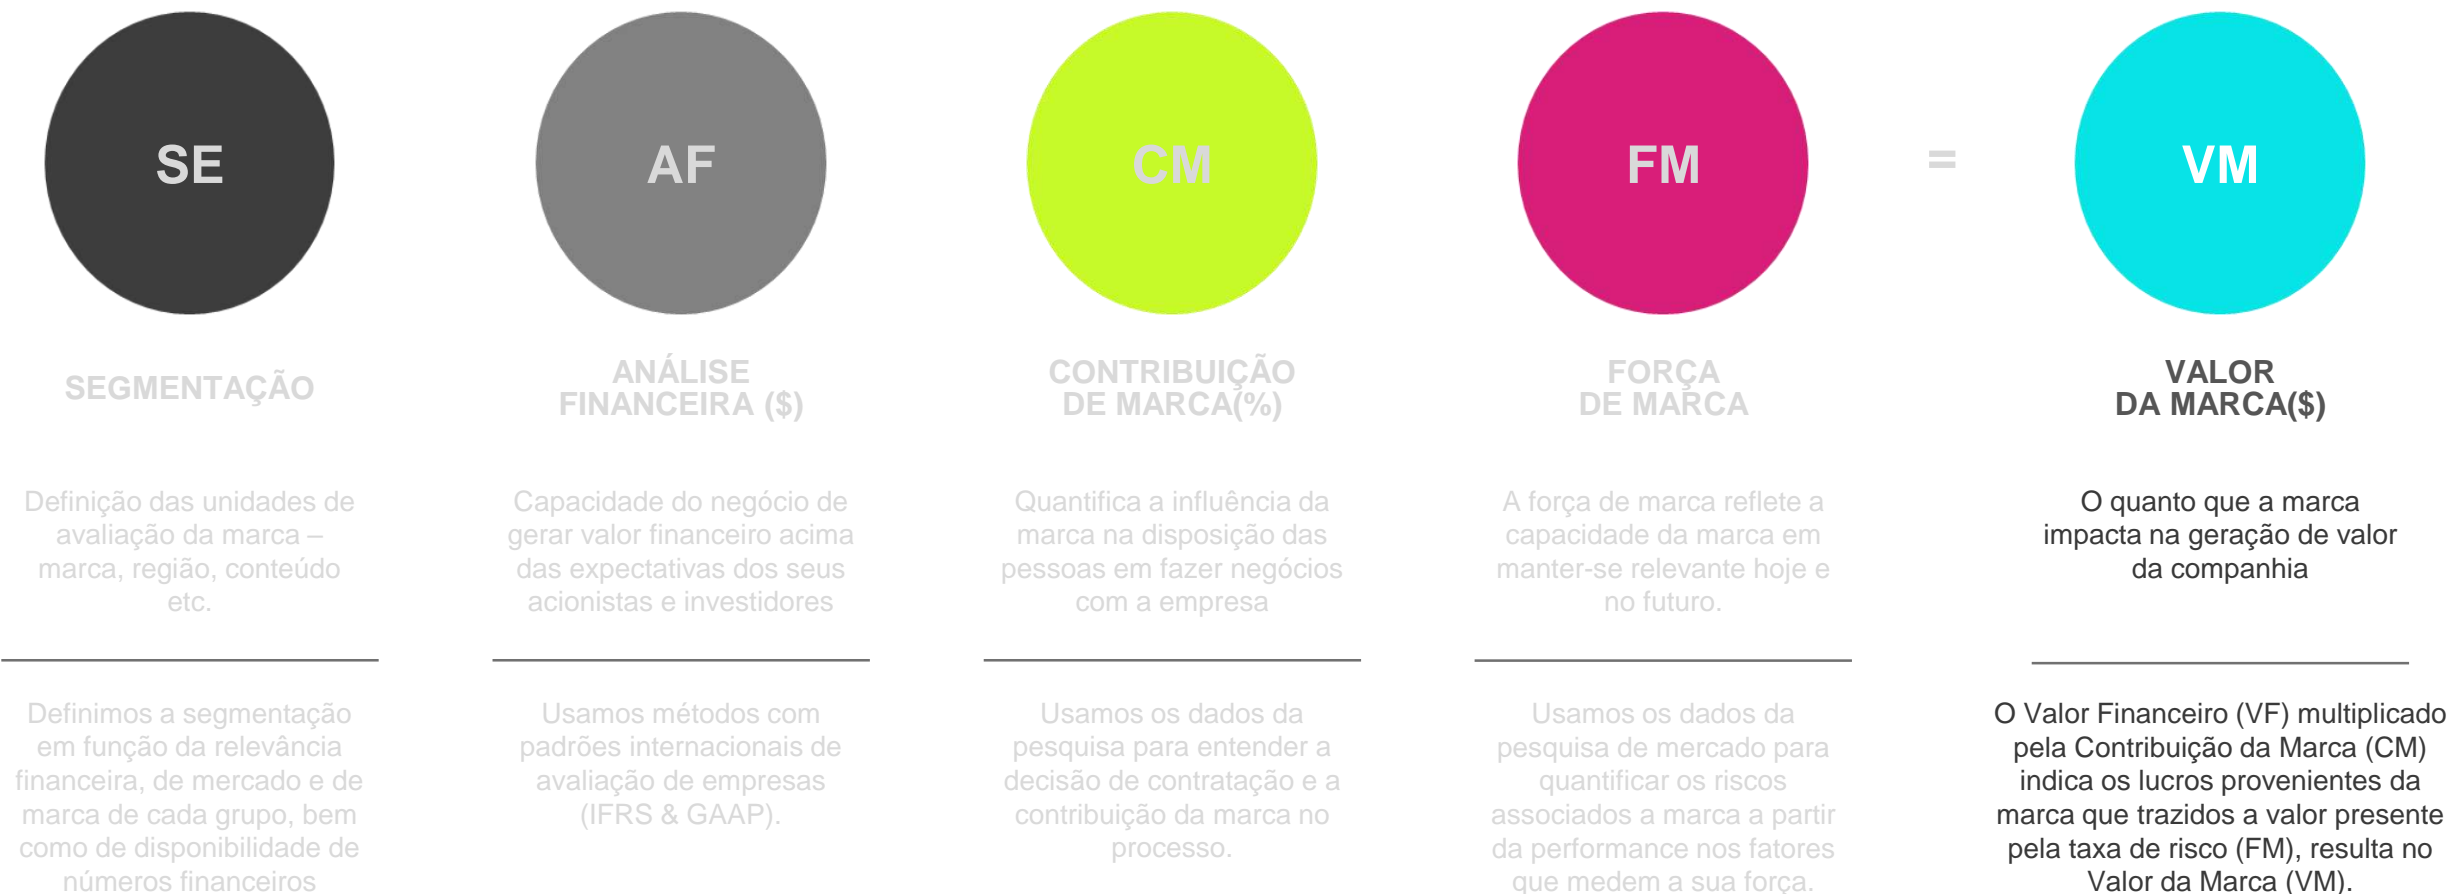 SE
AF
CM
FM
=
VM
SEGMENTAÇÃO
Definição das unidades de
avaliação da marca –
marca, região, conteúdo
etc.
Definimos a segmentação
em função da relevância
financeira, de mercado e de
marca de cada grupo, bem
como de disponibilidade de
números financeiros
ANÁLISE
FINANCEIRA ($)
Capacidade do negócio de
gerar valor financeiro acima
das expectativas dos seus
acionistas e investidores
Usamos métodos com
padrões internacionais de
avaliação de empresas
(IFRS & GAAP).
CONTRIBUIÇÃO
DE MARCA(%)
Quantifica a influência da
marca na disposição das
pessoas em fazer negócios
com a empresa
Usamos os dados da
pesquisa para entender a
decisão de contratação e a
contribuição da marca no
processo.
FORÇA
DE MARCA
A força de marca reflete a
capacidade da marca em
manter-se relevante hoje e
no futuro.
Usamos os dados da
pesquisa de mercado para
quantificar os riscos
associados a marca a partir
da performance nos fatores
que medem a sua força.
VALOR
DA MARCA($)
O quanto que a marca
impacta na geração de valor
da companhia
O Valor Financeiro (VF) multiplicado
pela Contribuição da Marca (CM)
indica os lucros provenientes da
marca que trazidos a valor presente
pela taxa de risco (FM), resulta no
Valor da Marca (VM).